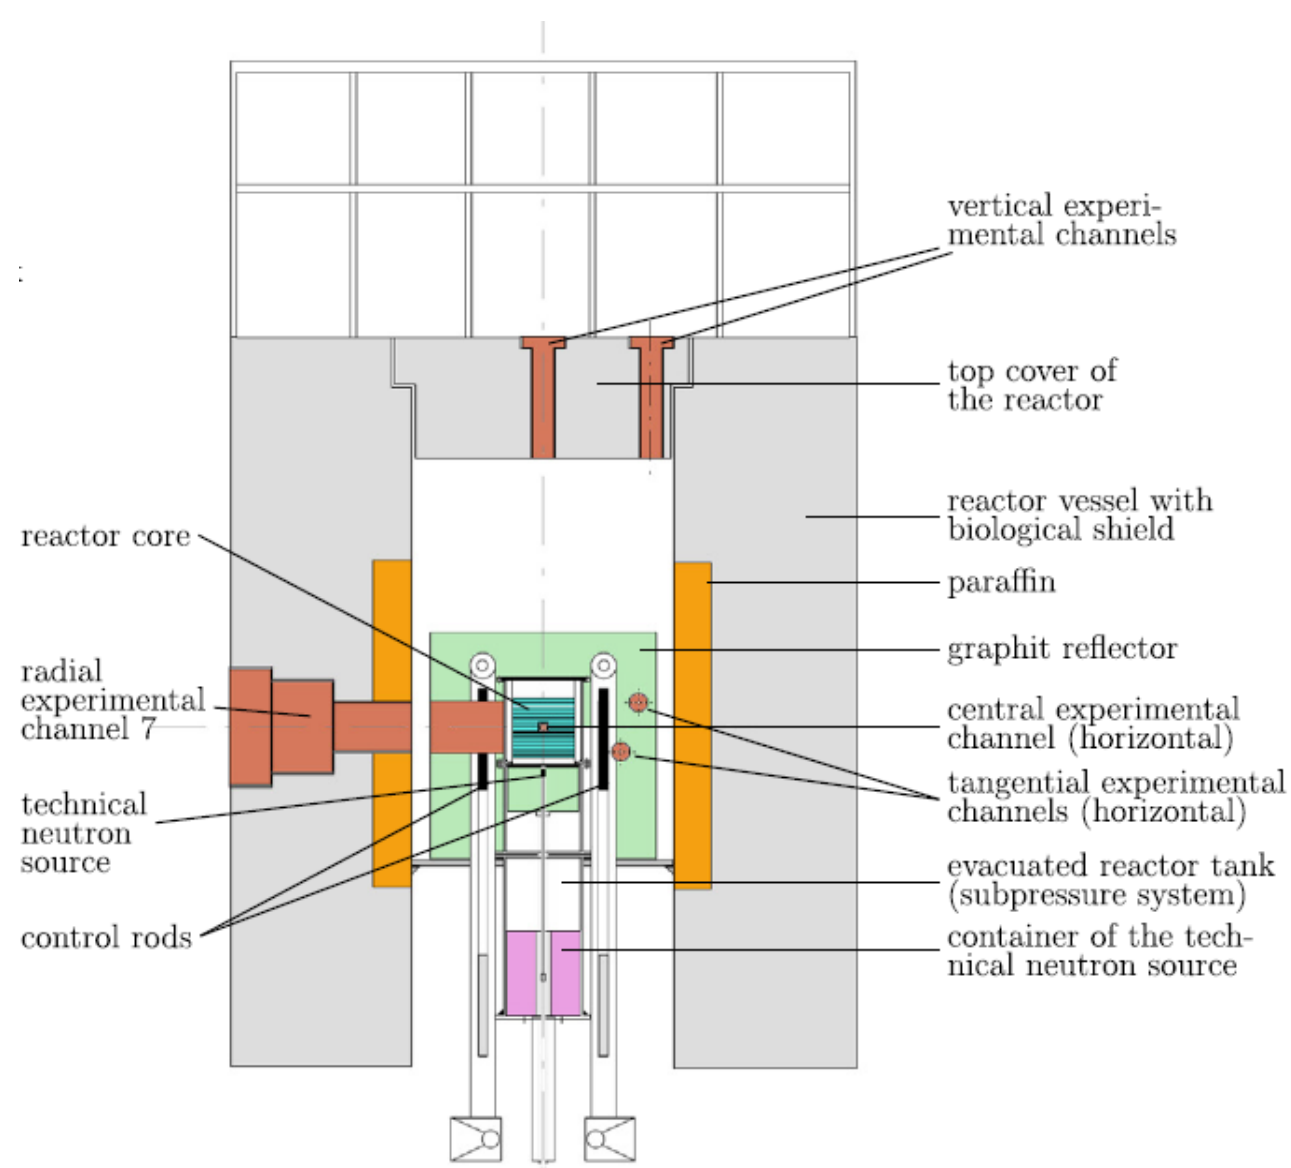 vertical experi-
mental channels
top cover of
the reactor
reactor vessel with
biological shield
reactor core
paraffin
graphit reflector
radial
experimental
channel 7
central experimental
channel (horizontal)
tangential experimental
channels (horizontal)
technical
neutron
source
evacuated reactor tank
(subpressure system)
control rods
container of the tech-
nical neutron source